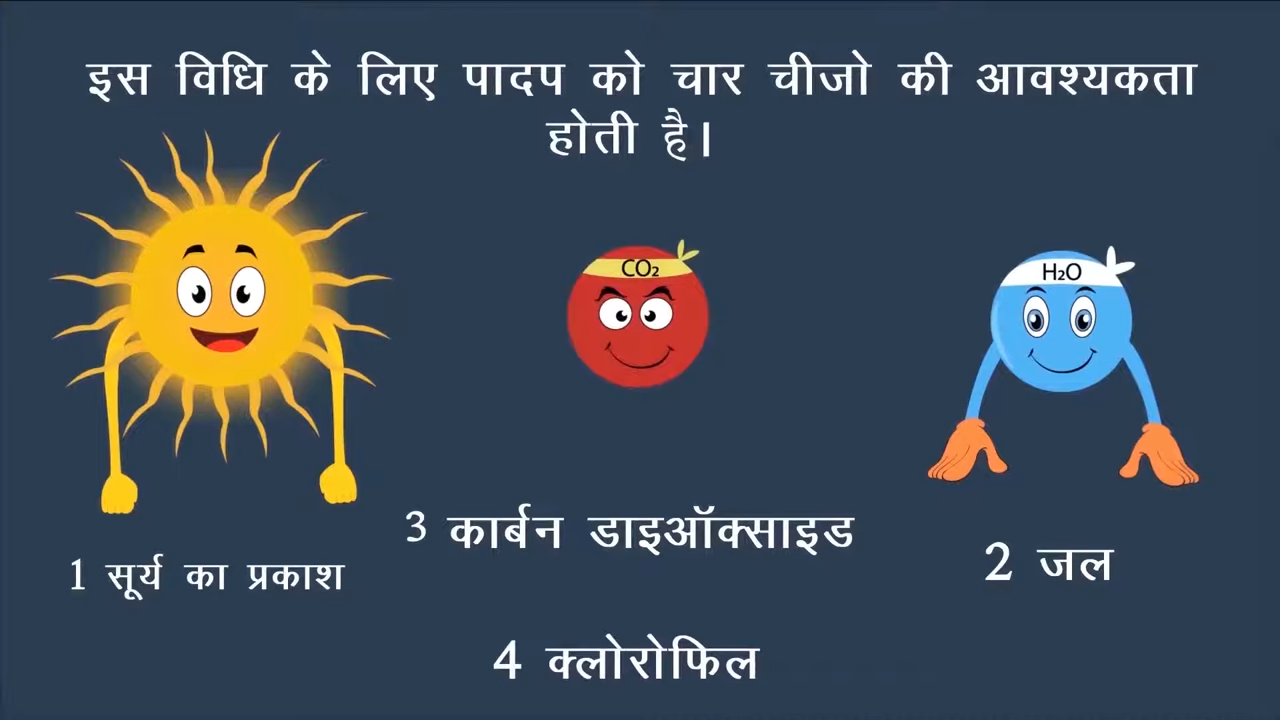 इस विधि के लिए पादप को चार चीजो की आवश्यकता
होती है।
CO₂
H₂O
3 कार्बन डाइऑक्साइड
1 सूर्य का प्रकाश
2 जल
4 क्लोरोफिल